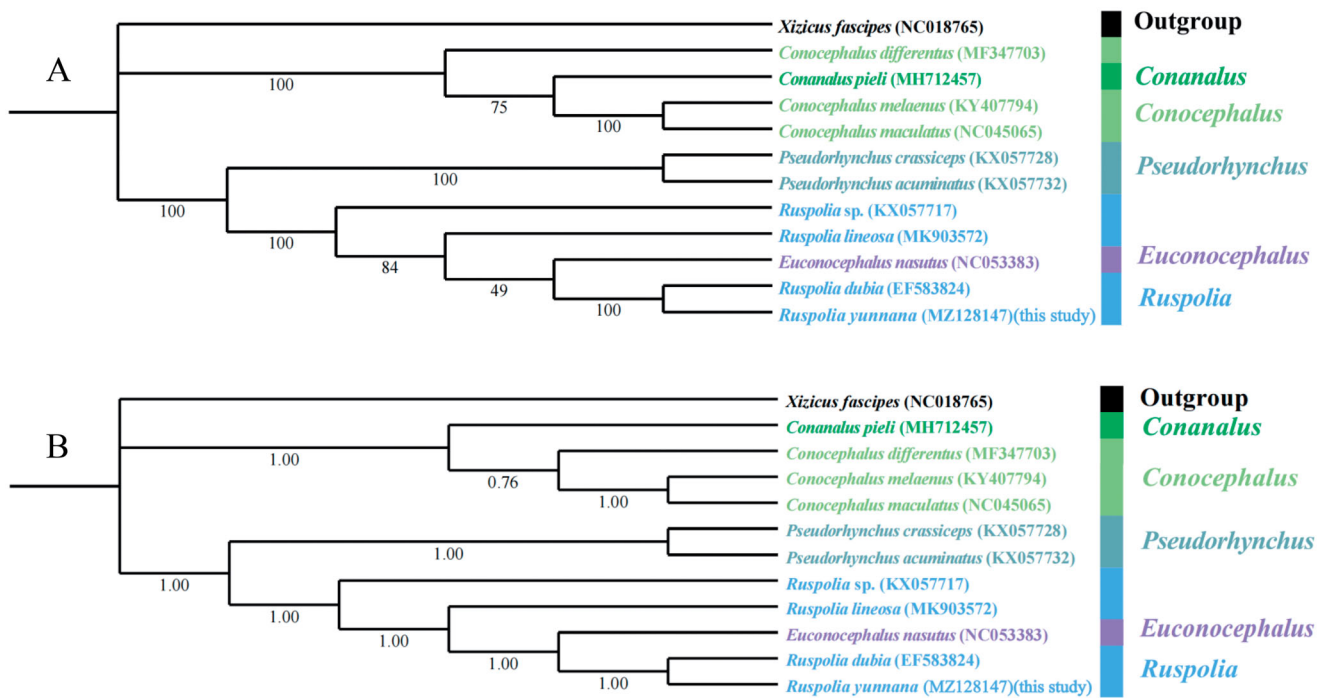 A
Xizicus fascipes (NC018765)
Outgroup
Conocephalus differentus (MF347703)
100
Conanalus pieli (MH712457)
Conanalus
75
Conocephalus melaenus (KY407794)
Conocephalus
100
Conocephalus maculatus (NC045065)
Pseudorhynchus crassiceps (KX057728)
Pseudorhynchus
100
Pseudorhynchus acuminatus (KX057732)
100
Ruspolia sp. (KX057717)
100
Ruspolia lineosa (MK903572)
84
Euconocephalus nasutus (NC053383)
Euconocephalus
49
Ruspolia dubia (EF583824)
Ruspolia
100
Ruspolia yunnana (MZ128147)(this study)
B
Xizicus fascipes (NC018765)
Outgroup
Conanalus pieli (MH712457)
Conanalus
1.00
Conocephalus differentus (MF347703)
0.76
Conocephalus melaenus (KY407794)
Conocephalus
1.00
Conocephalus maculatus (NC045065)
Pseudorhynchus crassiceps (KX057728)
Pseudorhynchus
1.00
Pseudorhynchus acuminatus (KX057732)
1.00
Ruspolia sp. (KX057717)
1.00
Ruspolia lineosa (MK903572)
1.00
Euconocephalus nasutus (NC053383)
Euconocephalus
1.00
Ruspolia dubia (EF583824)
Ruspolia
1.00
Ruspolia yunnana (MZ128147)(this study)